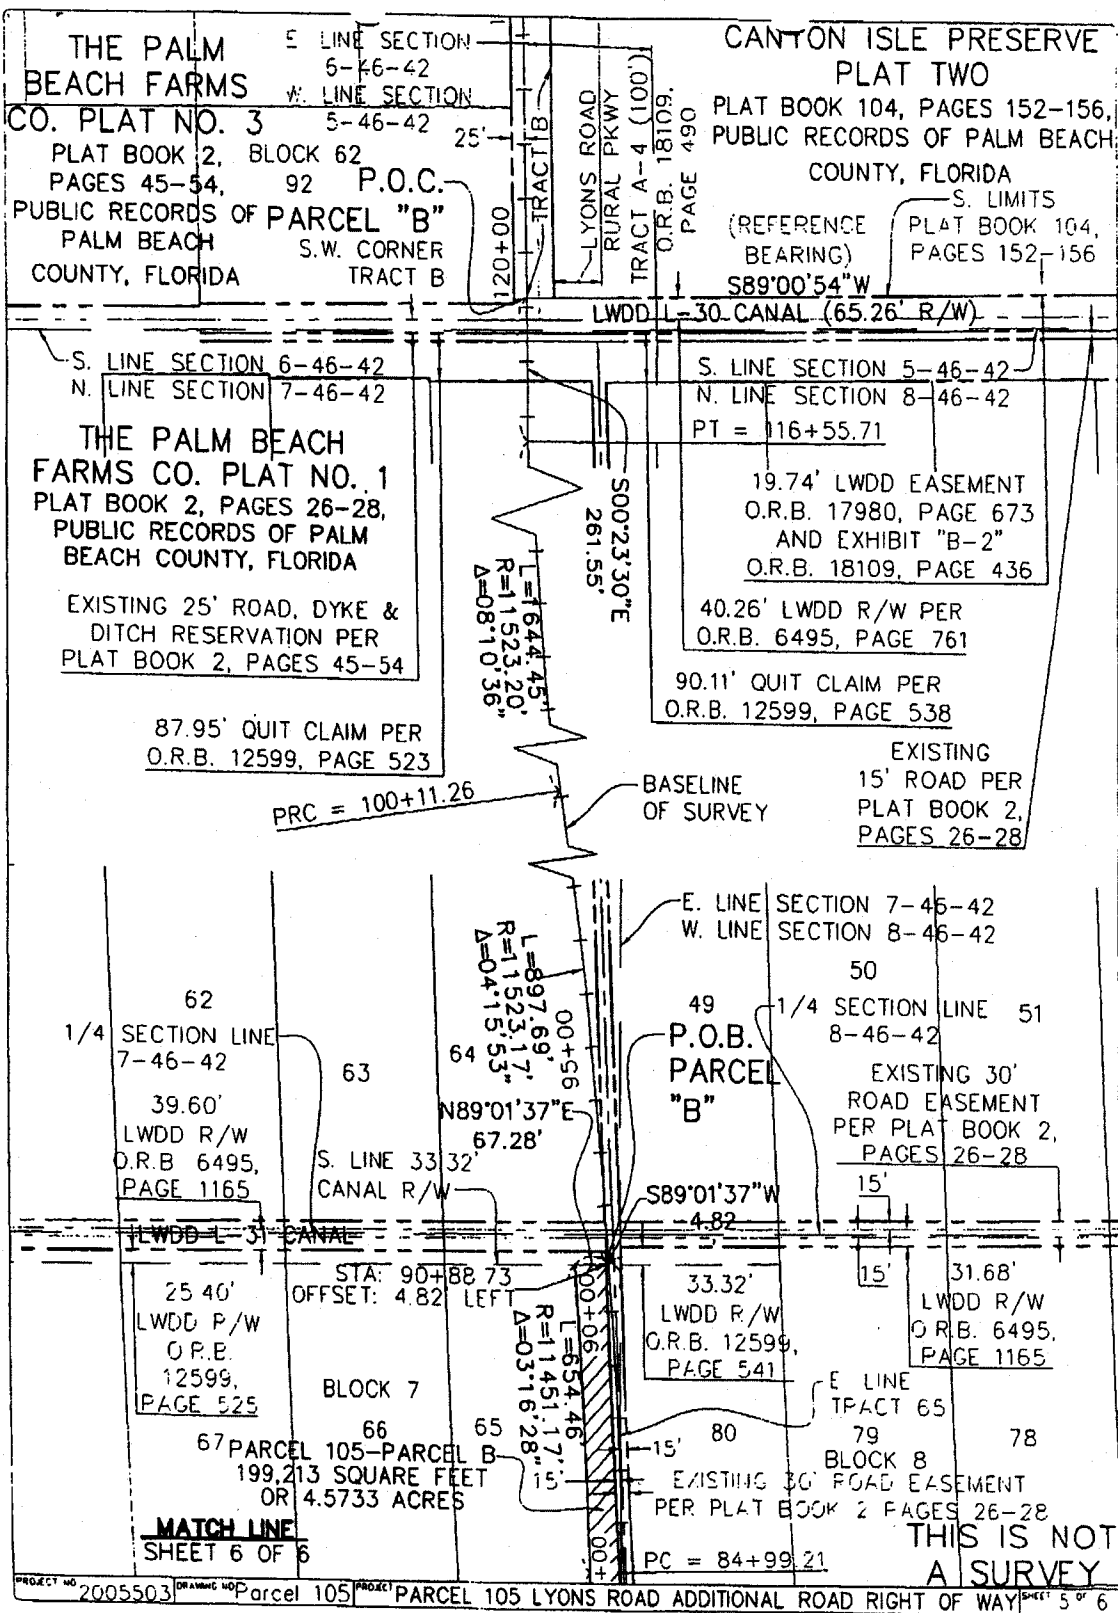 THE PALM
BEACH FARMS
CO. PLAT NO. 3
PLAT BOOK 2,
PAGES 45-54,
PUBLIC RECORDS OF
PALM BEACH
COUNTY, FLORIDA
E LINE SECTION
6-46-42
W. LINE SECTION
5-46-42
BLOCK 62
92
25'
P.O.C.
PARCEL "B"
S.W. CORNER
TRACT B
120+00
TRACT B
LYONS ROAD
RURAL PKWY
TRACT A-4 (100')
O.R.B. 18109,
PAGE 490
CANTON ISLE PRESERVE
PLAT TWO
PLAT BOOK 104, PAGES 152-156,
PUBLIC RECORDS OF PALM BEACH
COUNTY, FLORIDA
S. LIMITS
PLAT BOOK 104,
PAGES 152-156
(REFERENCE
BEARING)
S89°00'54"W
LWDD L-30 CANAL (65.26' R/W)
S. LINE SECTION 6-46-42
N. LINE SECTION 7-46-42
S. LINE SECTION 5-46-42
N. LINE SECTION 8-46-42
PT = 116+55.71
THE PALM BEACH
FARMS CO. PLAT NO. 1
PLAT BOOK 2, PAGES 26-28,
PUBLIC RECORDS OF PALM
BEACH COUNTY, FLORIDA
19.74' LWDD EASEMENT
O.R.B. 17980, PAGE 673
AND EXHIBIT "B-2"
O.R.B. 18109, PAGE 436
S00°23'30"E
261.55'
L=1644.45'
R=11523.20'
Δ=08°10'36"
EXISTING 25' ROAD, DYKE &
DITCH RESERVATION PER
PLAT BOOK 2, PAGES 45-54
40.26' LWDD R/W PER
O.R.B. 6495, PAGE 761
90.11' QUIT CLAIM PER
O.R.B. 12599, PAGE 538
87.95' QUIT CLAIM PER
O.R.B. 12599, PAGE 523
EXISTING
15' ROAD PER
PLAT BOOK 2,
PAGES 26-28
PRC = 100+11.26
BASELINE
OF SURVEY
E. LINE SECTION 7-46-42
W. LINE SECTION 8-46-42
L=897.69'
R=11523.17'
Δ=04°15'53"
95+00
62
1/4 SECTION LINE
7-46-42
63
64
49
50
51
1/4 SECTION LINE
8-46-42
P.O.B.
PARCEL
"B"
39.60'
LWDD R/W
O.R.B 6495,
PAGE 1165
N89°01'37"E
67.28'
S. LINE 33.32'
CANAL R/W
EXISTING 30'
ROAD EASEMENT
PER PLAT BOOK 2,
PAGES 26-28
S89°01'37"W
4.82'
15'
15'
LWDD L-31 CANAL
STA: 90+88.73
OFFSET: 4.82' LEFT
90+00
25.40'
LWDD R/W
O.R.B.
12599,
PAGE 525
33.32'
LWDD R/W
O.R.B. 12599,
PAGE 541
31.68'
LWDD R/W
O.R.B. 6495,
PAGE 1165
L=654.46'
R=11451.17'
Δ=03°16'28"
BLOCK 7
66
65
67
E LINE
TRACT 65
80
79
78
BLOCK 8
PARCEL 105-PARCEL B
199,213 SQUARE FEET
OR 4.5733 ACRES
15'
15'
EXISTING 30' ROAD EASEMENT
PER PLAT BOOK 2 PAGES 26-28
MATCH LINE
SHEET 6 OF 6
+00
PC = 84+99.21
THIS IS NOT
A SURVEY
PROJECT NO 2005503 DRAWING NO Parcel 105 PROJECT PARCEL 105 LYONS ROAD ADDITIONAL ROAD RIGHT OF WAY SHEET 5 OF 6